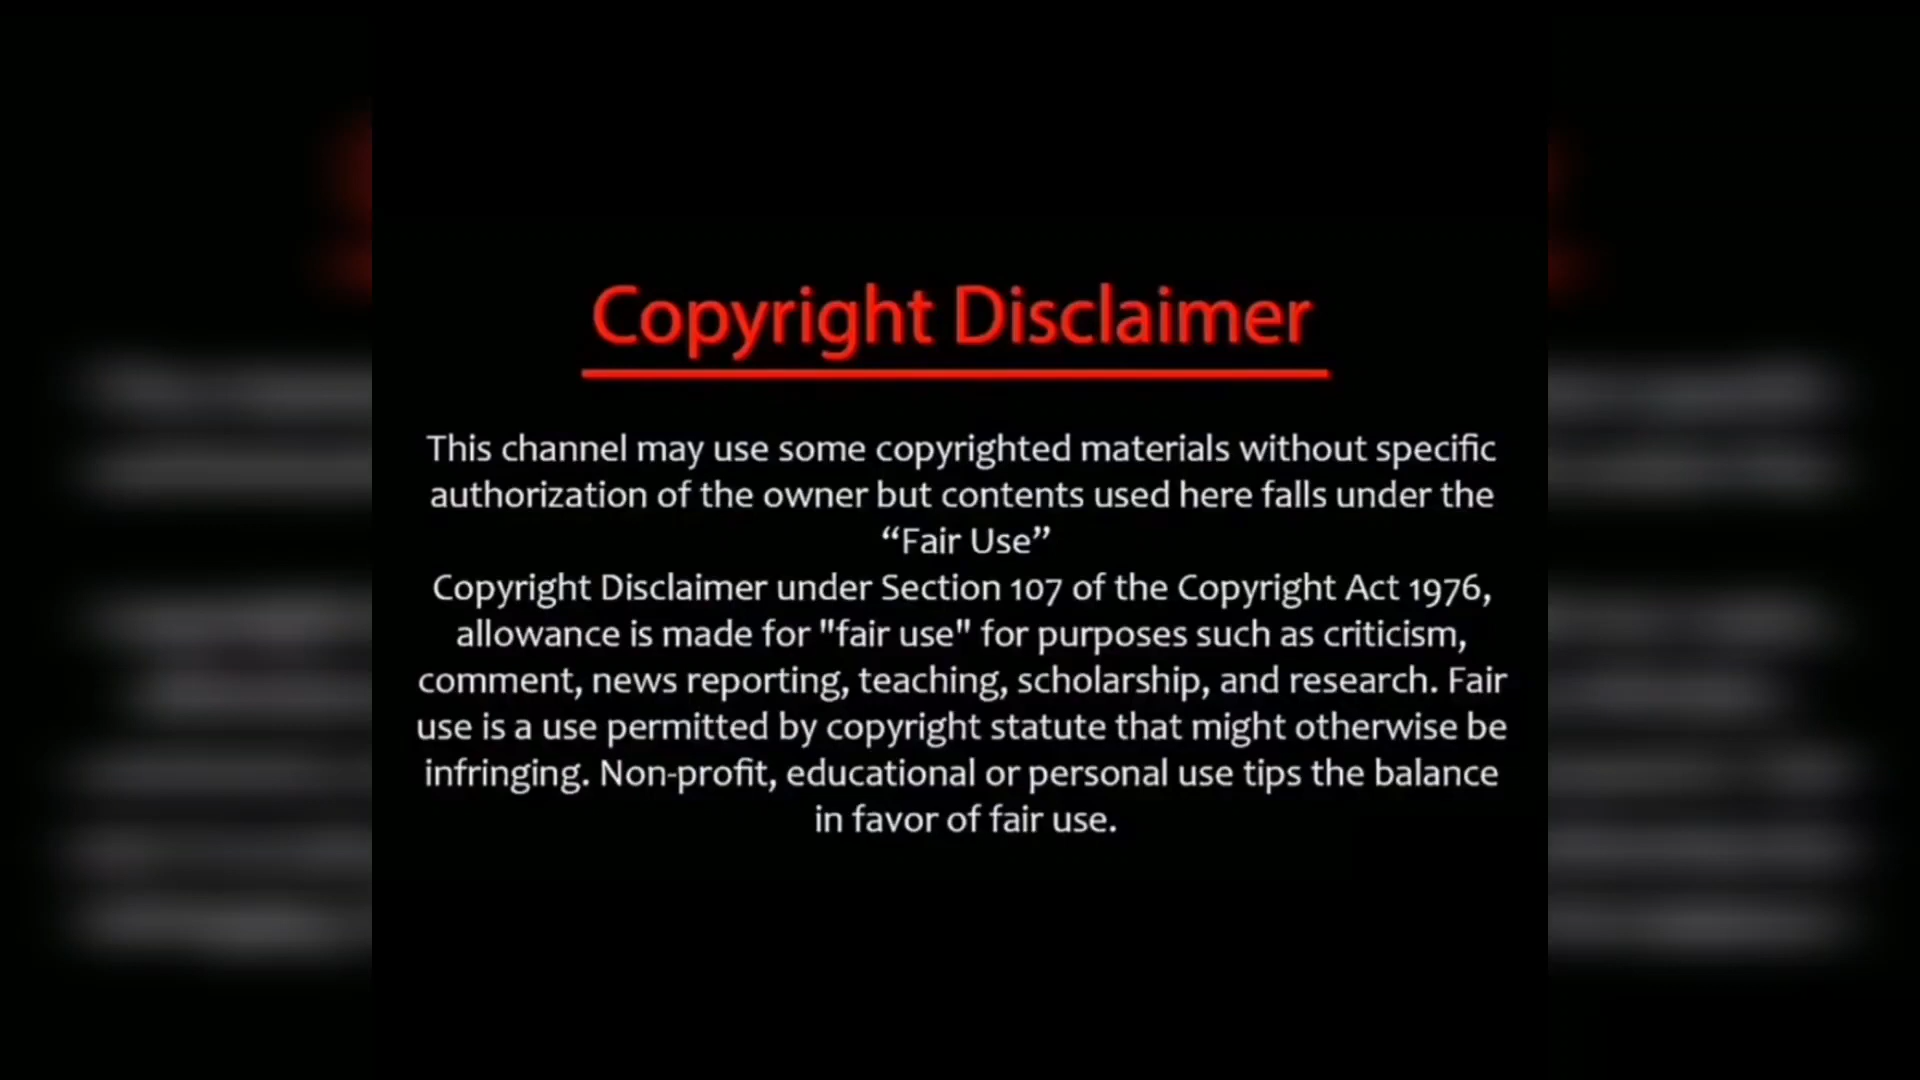 Copyright Disclaimer
This channel may use some copyrighted materials without specific
authorization of the owner but contents used here falls under the
“Fair Use”
Copyright Disclaimer under Section 107 of the Copyright Act 1976,
allowance is made for "fair use" for purposes such as criticism,
comment, news reporting, teaching, scholarship, and research. Fair
use is a use permitted by copyright statute that might otherwise be
infringing. Non-profit, educational or personal use tips the balance
in favor of fair use.